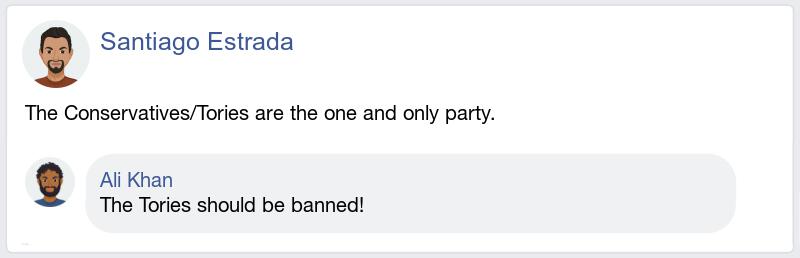 Santiago Estrada
The Conservatives/Tories are the one and only party.
Ali Khan
The Tories should be banned!